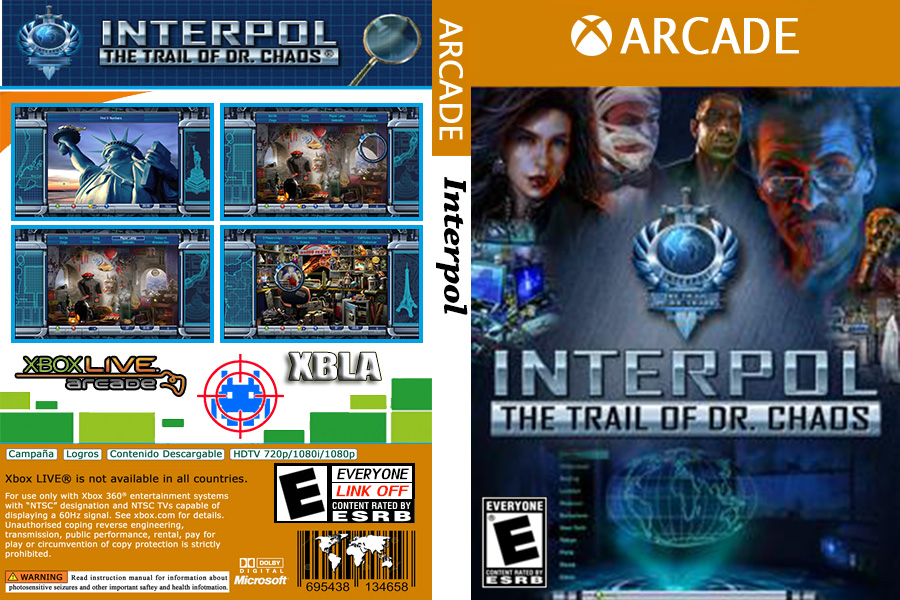 INTERPOL
THE TRAIL OF DR. CHAOS®
XBOX LIVE
arcade
XBLA
Campaña
Logros
Contenido Descargable
HDTV 720p/1080i/1080p
Xbox LIVE® is not available in all countries.
For use only with Xbox 360® entertainment systems
with “NTSC” designation and NTSC TVs capable of
displaying a 60Hz signal. See xbox.com for details.
Unauthorised coping reverse engineering,
transmission, public performance, rental, pay for
play or circumvention of copy protection is strictly
prohibited.
WARNING Read instruction manual for information about
photosensitive seizures and other important saftey and health infotmation.
DOLBY
DIGITAL
Microsoft
E
EVERYONE
LINK OFF
CONTENT RATED BY
ESRB
695438 134658
ARCADE
Interpol
ARCADE
INTERPOL
THE TRAIL OF DR. CHAOS
EVERYONE
E
CONTENT RATED BY
ESRB